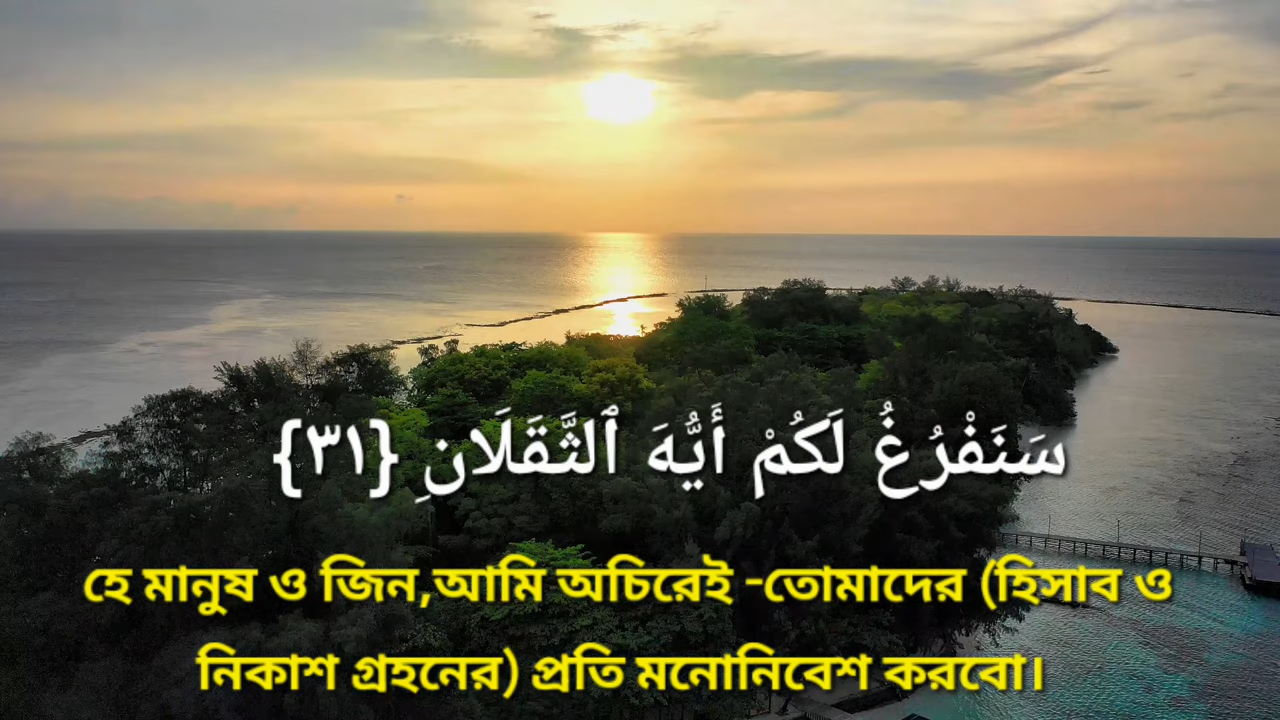 سَنَفْرُغُ لَكُمْ أَيُّهَ ٱلثَّقَلَانِ {٣١}
হে মানুষ ও জিন,আমি অচিরেই -তোমাদের (হিসাব ও
নিকাশ গ্রহনের) প্রতি মনোনিবেশ করবো।